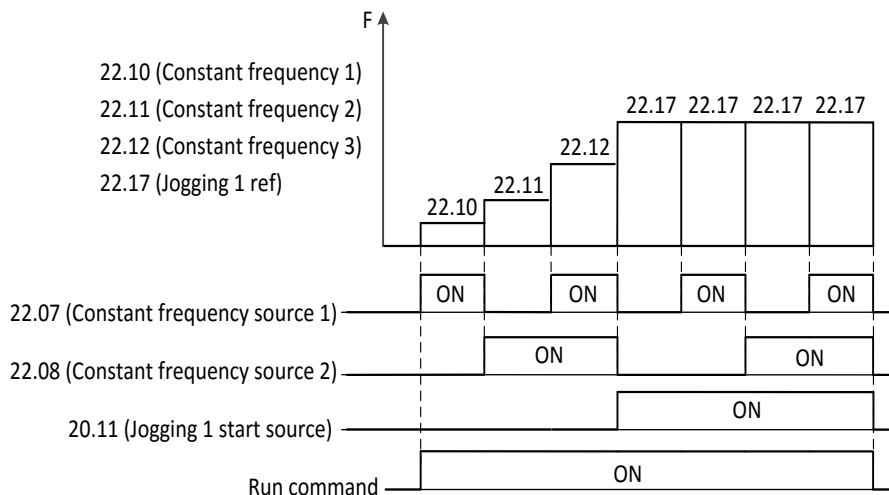 F
22.10 (Constant frequency 1)
22.11 (Constant frequency 2)
22.12 (Constant frequency 3)
22.17 (Jogging 1 ref)
22.17 22.17 22.17 22.17
22.12
22.11
22.10
22.07 (Constant frequency source 1)
ON ON ON ON
22.08 (Constant frequency source 2)
ON ON
20.11 (Jogging 1 start source)
ON
Run command
ON